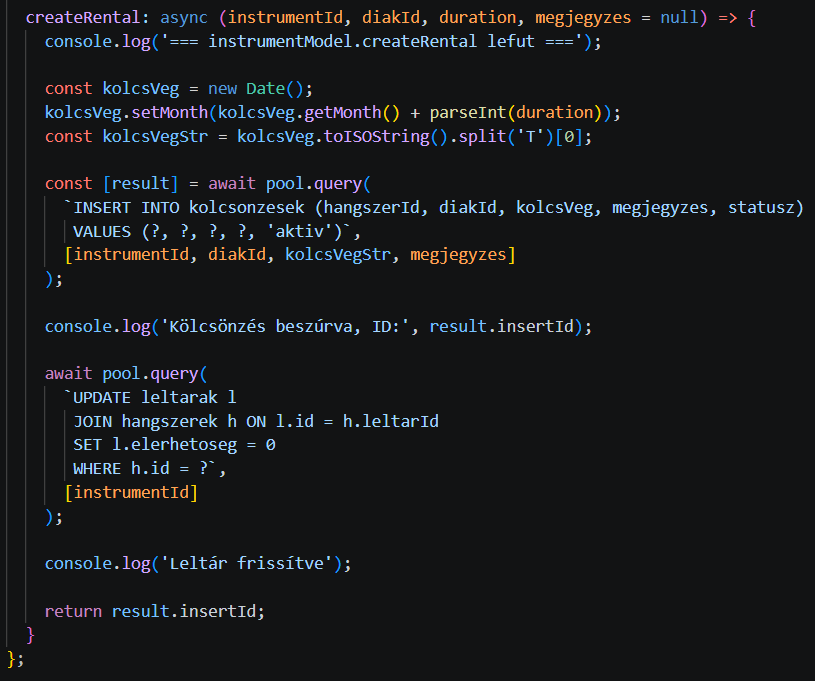 createRental: async (instrumentId, diakId, duration, megjegyzes = null) => {
console.log('=== instrumentModel.createRental lefut ===');
const kolcsVeg = new Date();
kolcsVeg.setMonth(kolcsVeg.getMonth() + parseInt(duration));
const kolcsVegStr = kolcsVeg.toISOString().split('T')[0];
const [result] = await pool.query(
`INSERT INTO kolcsonzesek (hangszerId, diakId, kolcsVeg, megjegyzes, statusz)
VALUES (?, ?, ?, ?, 'aktiv')`,
[instrumentId, diakId, kolcsVegStr, megjegyzes]
);
console.log('Kölcsönzés beszúrva, ID:', result.insertId);
await pool.query(
`UPDATE leltarak l
JOIN hangszerek h ON l.id = h.leltarId
SET l.elerhetoseg = 0
WHERE h.id = ?`,
[instrumentId]
);
console.log('Leltár frissítve');
return result.insertId;
}
};